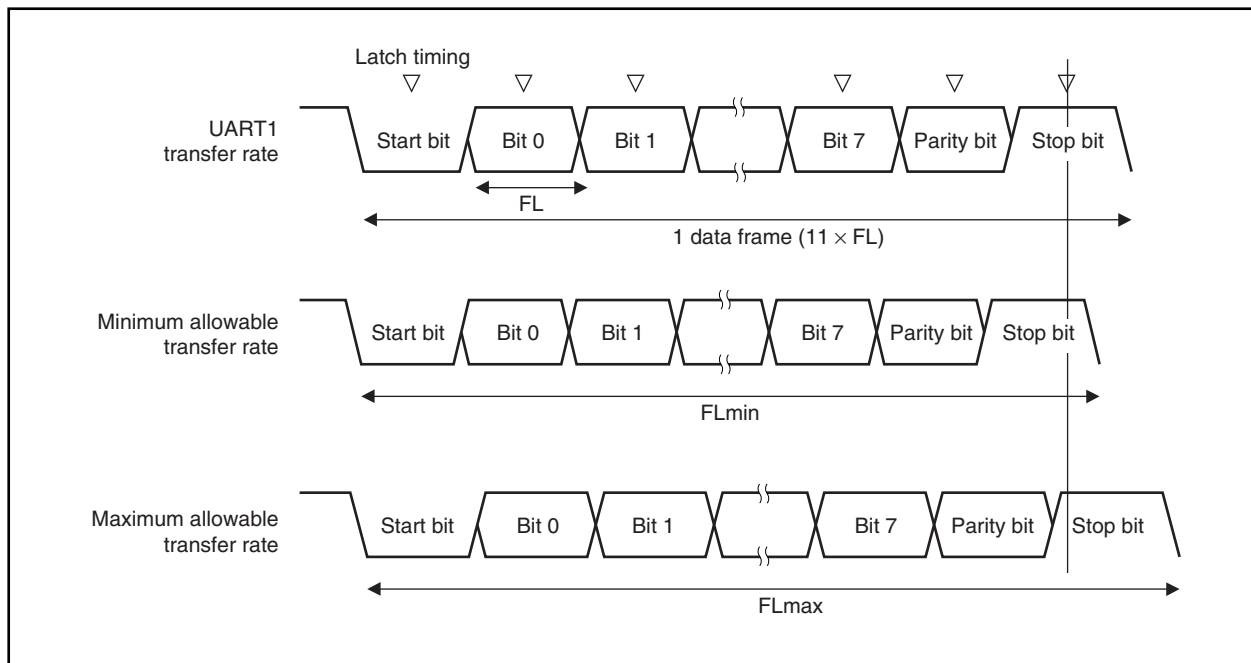 Latch timing
UART1
transfer rate
Start bit
Bit 0
Bit 1
Bit 7
Parity bit
Stop bit
FL
1 data frame (11 × FL)
Minimum allowable
transfer rate
Start bit
Bit 0
Bit 1
Bit 7
Parity bit
Stop bit
FLmin
Maximum allowable
transfer rate
Start bit
Bit 0
Bit 1
Bit 7
Parity bit
Stop bit
FLmax